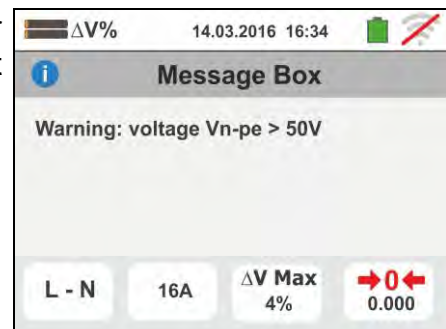 ΔV% 14.03.2016 16:34
Message Box
Warning: voltage Vn-pe > 50V
L - N
16A
ΔV Max
4%
0
0.000